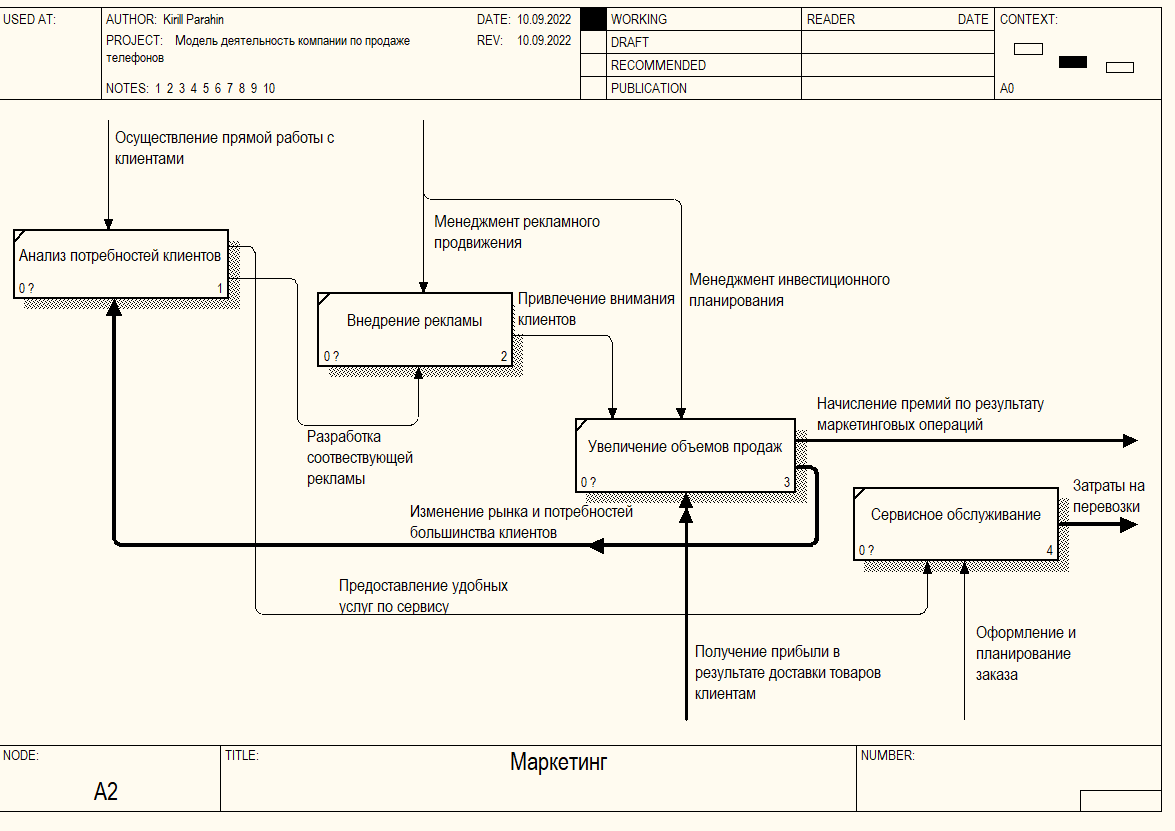 USED AT:
AUTHOR: Kirill Parahin
DATE: 10.09.2022
PROJECT: Модель деятельность компании по продаже
телефонов
REV: 10.09.2022
NOTES: 1 2 3 4 5 6 7 8 9 10
WORKING
DRAFT
RECOMMENDED
PUBLICATION
READER
DATE
CONTEXT:
A0
Осуществление прямой работы с
клиентами
Менеджмент рекламного
продвижения
Анализ потребностей клиентов
0 ?
1
Менеджмент инвестиционного
планирования
Привлечение внимания
клиентов
Внедрение рекламы
0 ?
2
Начисление премий по результату
маркетинговых операций
Разработка
соотвествующей
рекламы
Увеличение объемов продаж
0 ?
3
Затраты на
перевозки
Изменение рынка и потребностей
большинства клиентов
Сервисное обслуживание
0 ?
4
Предоставление удобных
услуг по сервису
Оформление и
планирование
заказа
Получение прибыли в
результате доставки товаров
клиентам
NODE:
A2
TITLE:
Маркетинг
NUMBER: